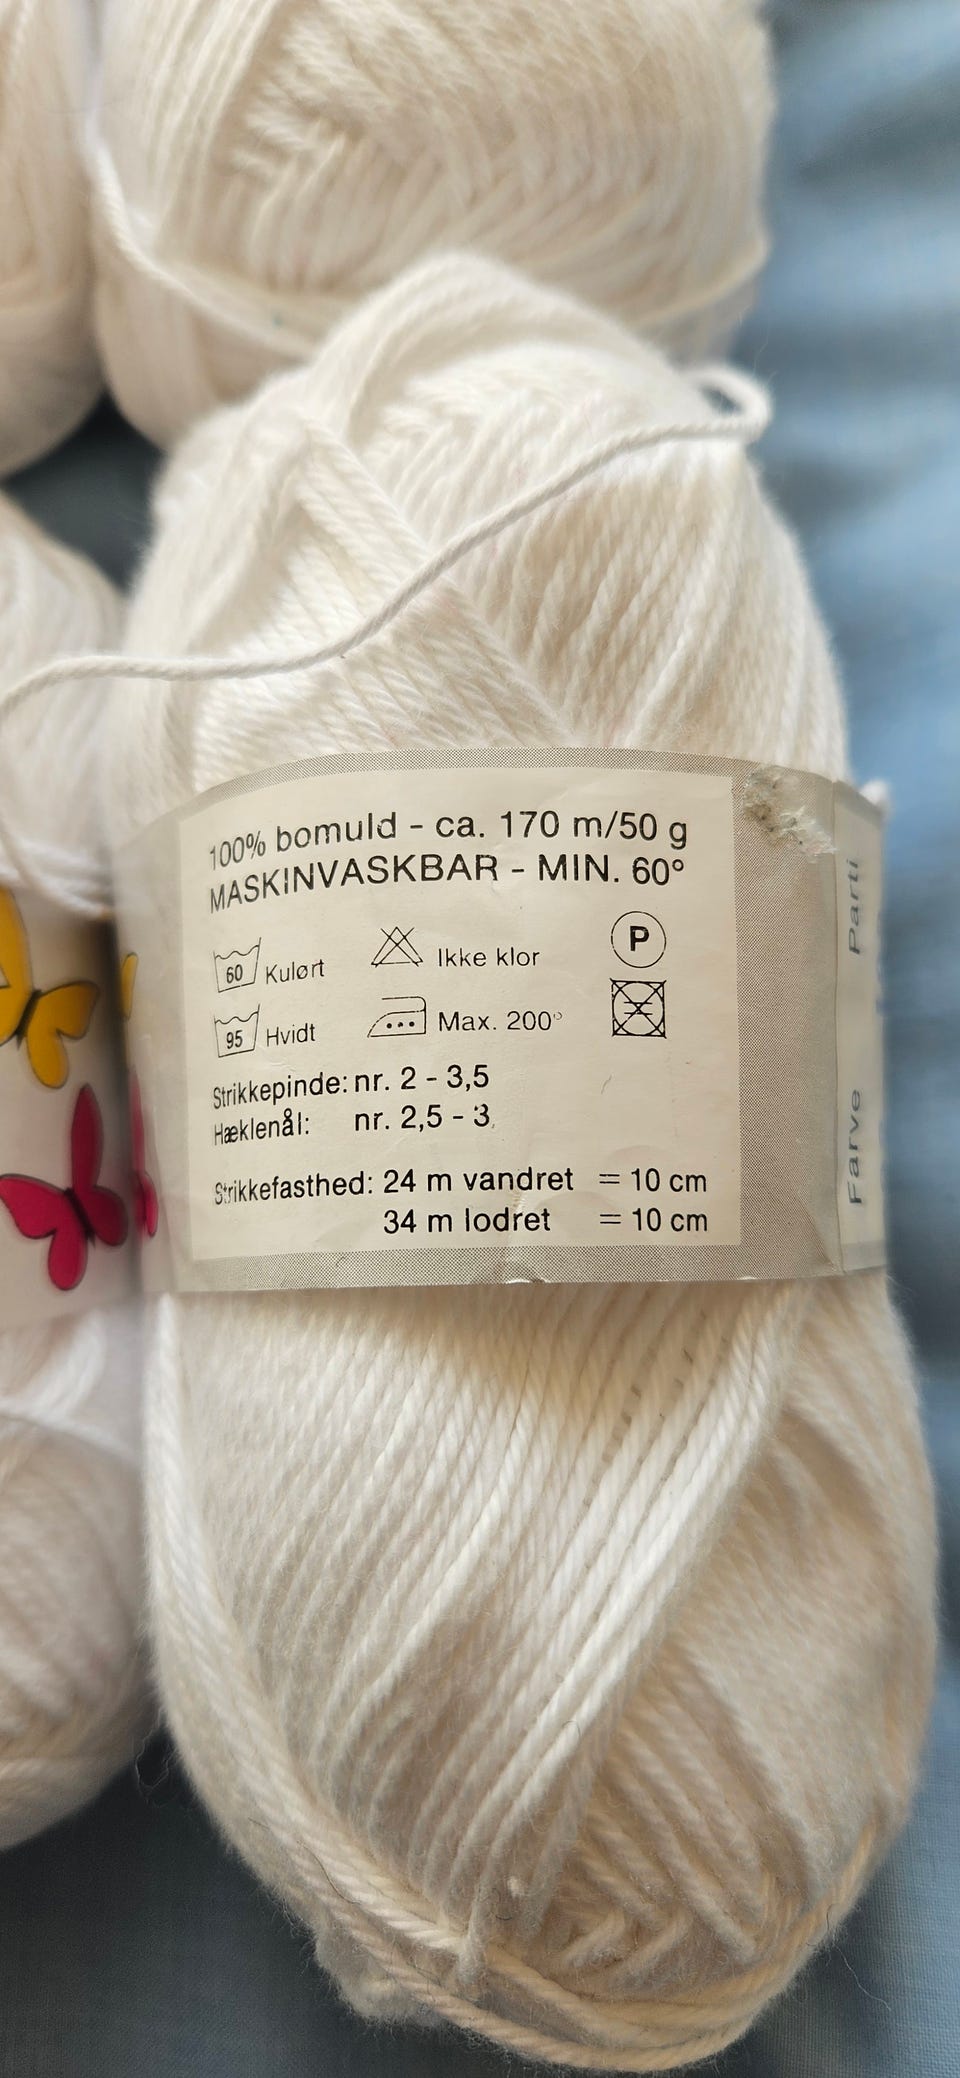 100% bomuld - ca. 170 m/50 g
MASKINVASKBAR - MIN. 60°
60 Kulørt
Ikke klor
P
95 Hvidt
Max. 200°
Strikkepinde: nr. 2 - 3,5
Hæklenål: nr. 2,5 - 3
Strikkefasthed: 24 m vandret = 10 cm
34 m lodret = 10 cm
Farve Parti